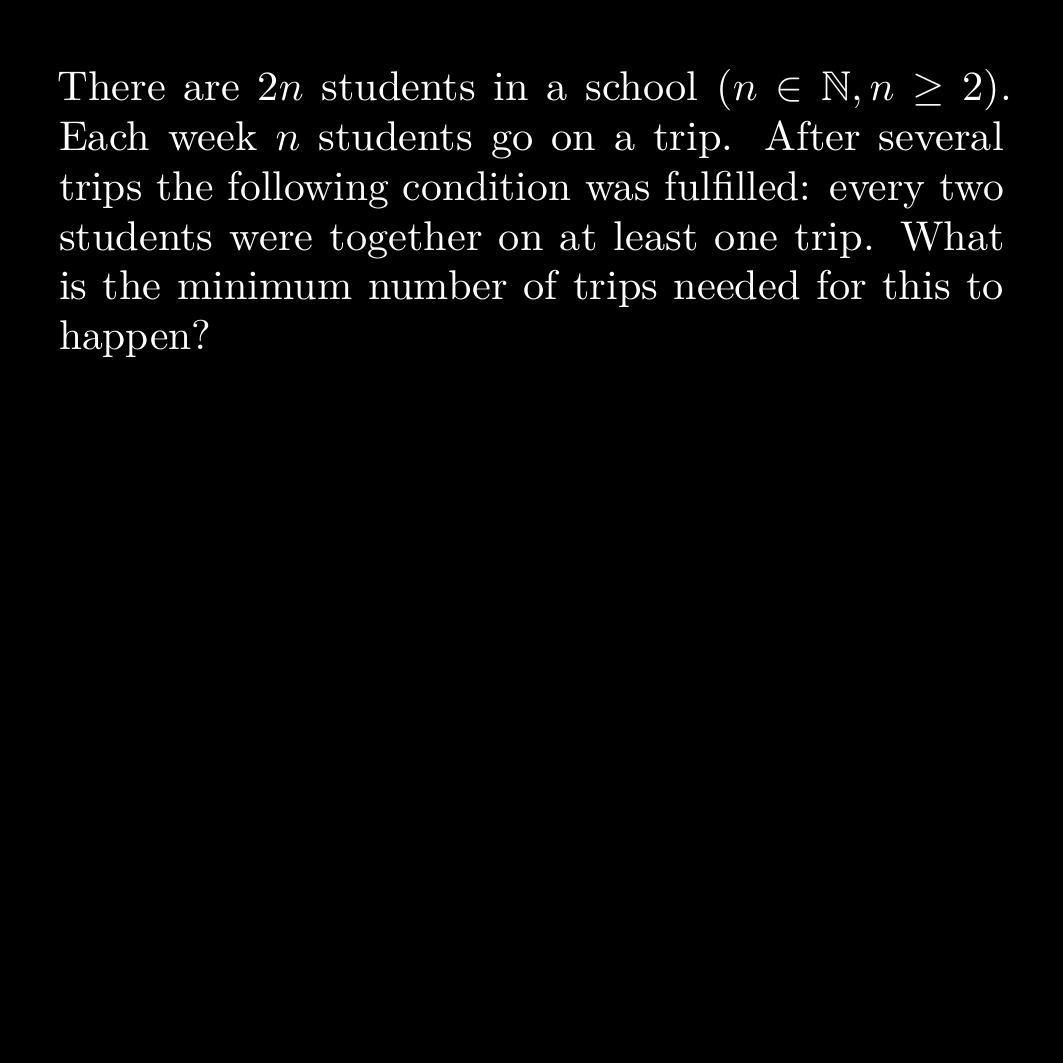 There are $2n$ students in a school $(n \in \mathbb{N}, n \geq 2)$.
Each week $n$ students go on a trip. After several
trips the following condition was fulfilled: every two
students were together on at least one trip. What
is the minimum number of trips needed for this to
happen?